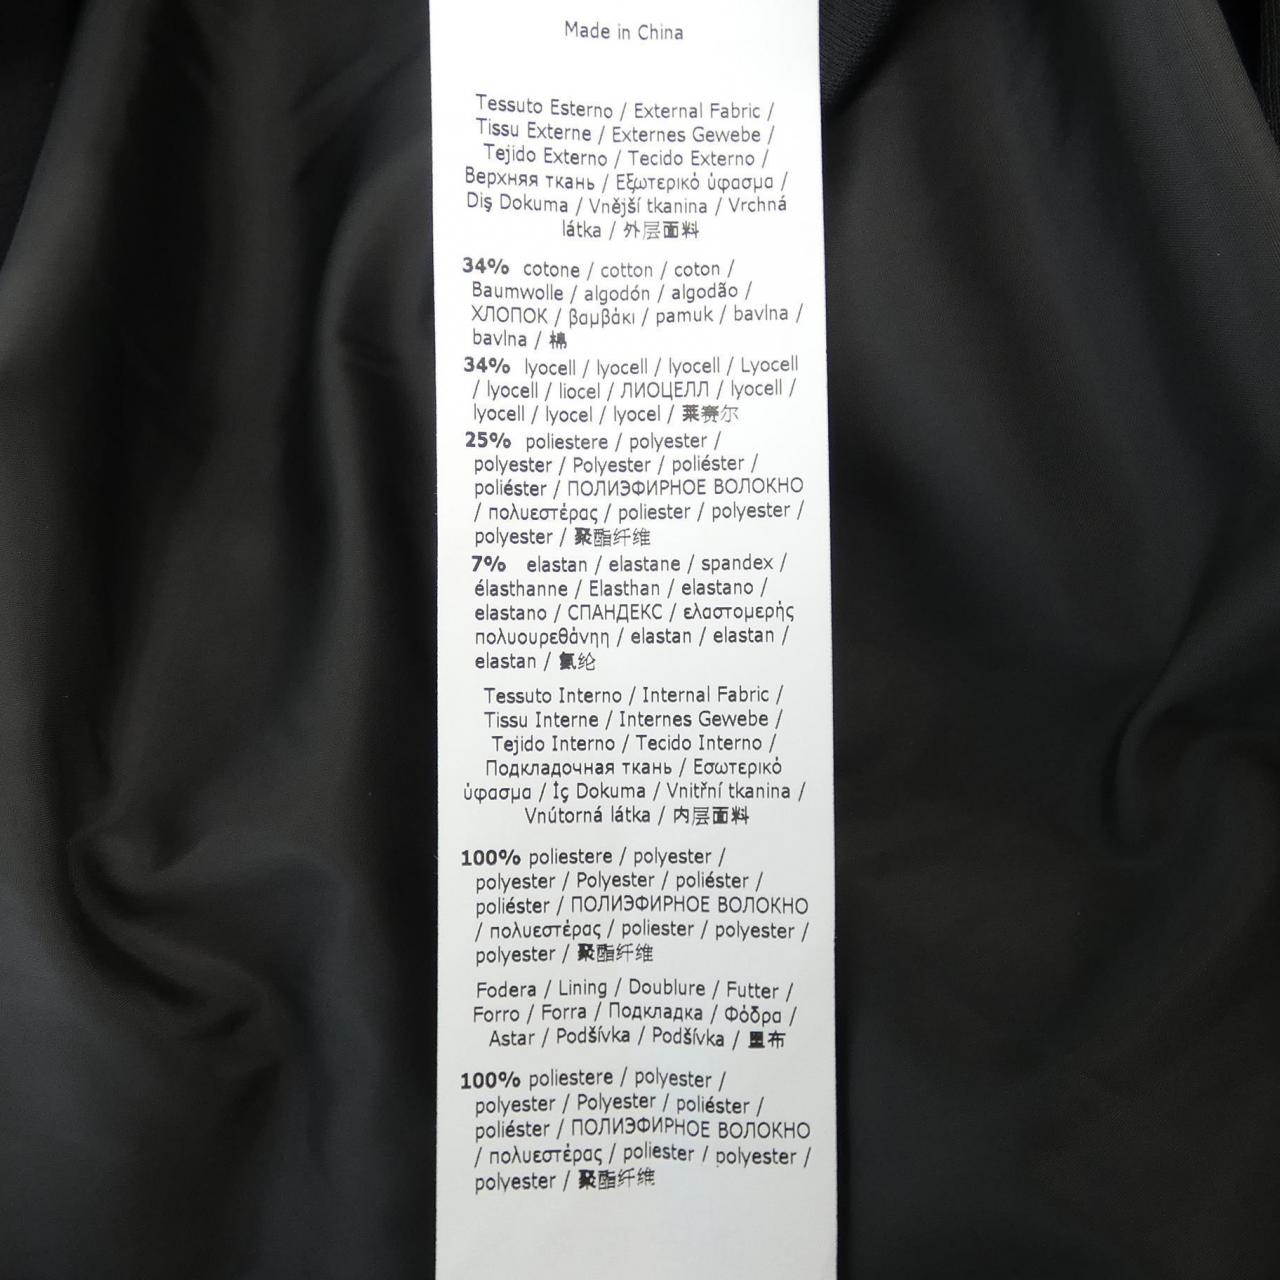 Made in China
Tessuto Esterno / External Fabric /
Tissu Externe / Externes Gewebe /
Tejido Externo / Tecido Externo /
Верхняя ткань / Εξωτερικό ύφασμα /
Diş Dokuma / Vnější tkanina / Vrchná
látka / 外层面料
34% cotone / cotton / coton /
Baumwolle / algodón / algodão /
ХЛОПОК / βαμβάκι / pamuk / bavlna /
bavlna / 棉
34% lyocell / lyocell / lyocell / Lyocell
/ lyocell / liocel / ЛИОЦЕЛЛ / lyocell /
lyocell / lyocel / lyocel / 莱赛尔
25% poliestere / polyester /
polyester / Polyester / poliéster /
poliéster / ПОЛИЭФИРНОЕ ВОЛОКНО
/ πολυεστέρας / poliester / polyester /
polyester / 聚酯纤维
7% elastan / elastane / spandex /
élasthanne / Elasthan / elastano /
elastano / СПАНДЕКС / ελαστομερής
πολυουρεθάνηη / elastan / elastan /
elastan / 氨纶
Tessuto Interno / Internal Fabric /
Tissu Interne / Internes Gewebe /
Tejido Interno / Tecido Interno /
Подкладочная ткань / Εσωτερικό
ύφασμα / İç Dokuma / Vnitřní tkanina /
Vnútorná látka / 内层面料
100% poliestere / polyester /
polyester / Polyester / poliéster /
poliéster / ПОЛИЭФИРНОЕ ВОЛОКНО
/ πολυεστέρας / poliester / polyester /
polyester / 聚酯纤维
Fodera / Lining / Doublure / Futter /
Forro / Forra / Подкладка / Φόδρα /
Astar / Podšívka / Podšívka / 里布
100% poliestere / polyester /
polyester / Polyester / poliéster /
poliéster / ПОЛИЭФИРНОЕ ВОЛОКНО
/ πολυεστέρας / poliester / polyester /
polyester / 聚酯纤维